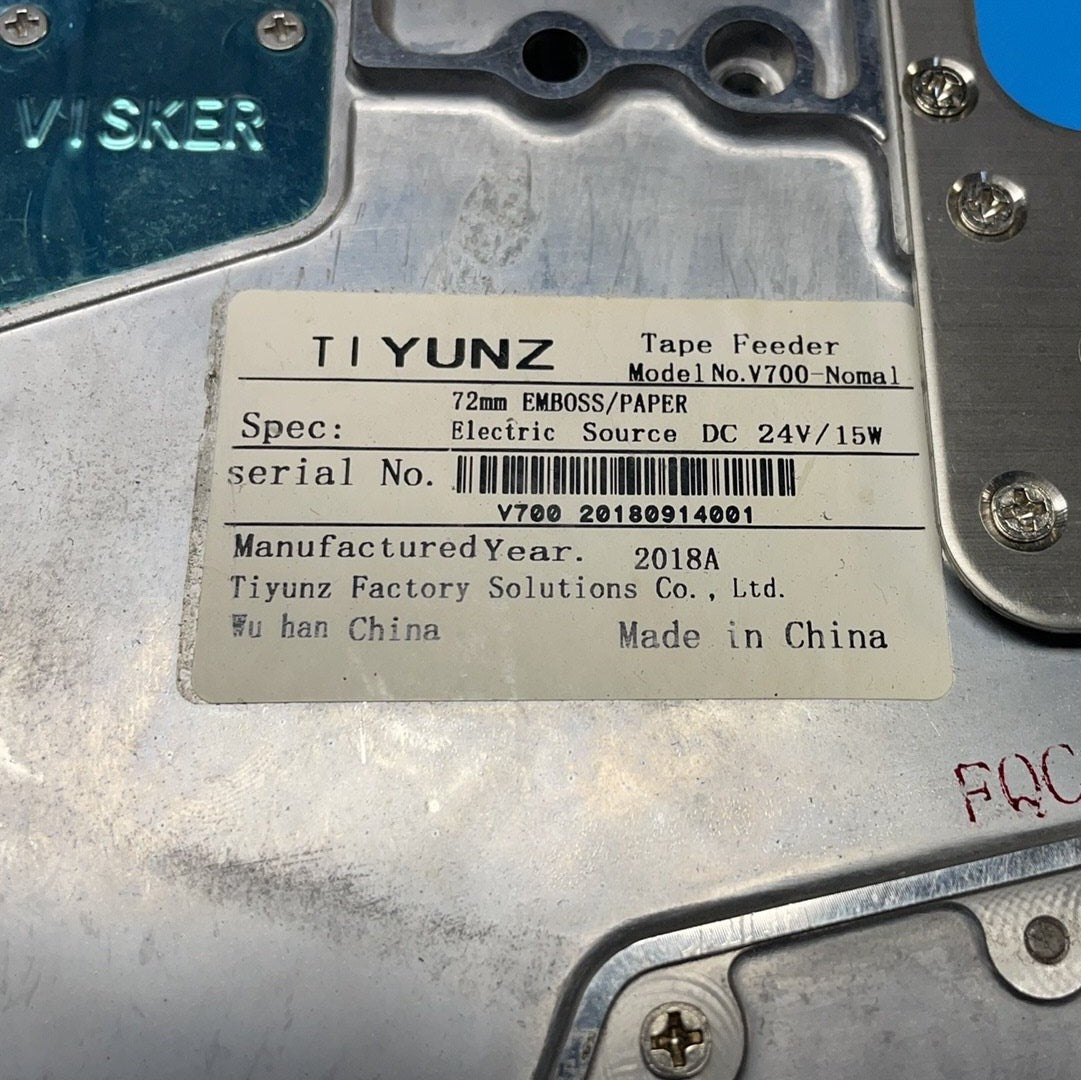 VISKER
TIYUNZ
Tape Feeder
Model No.V700-Nomal
Spec:
72mm EMBOSS/PAPER
Electric Source DC 24V/15W
serial No.
V700 20180914001
Manufactured Year. 2018A
Tiyunz Factory Solutions Co., Ltd.
Wu han China
Made in China
FQC